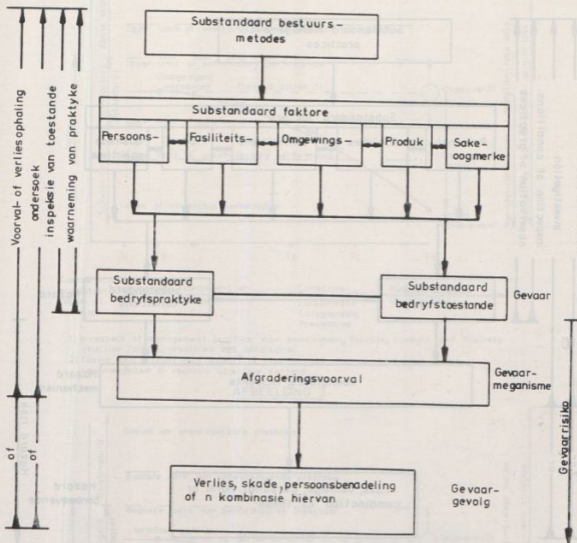 Substandaard bestuurs-
metodes
Substandaard faktore
Persoons-
Fasiliteits-
Omgewings-
Produk
Sake-
oogmerke
Voorval- of verliesophaling
ondersoek
inspeksie van toestande
waarneming van praktyke
Substandaard
bedryfspraktyke
Substandaard
bedryfstoestande
Gevaar
Afgraderingsvoorval
Gevaar-
meganisme
of
of
Verlies, skade, persoonsbenadeling
of n kombinasie hiervan
Gevaar-
gevolg
Gevaarrisiko